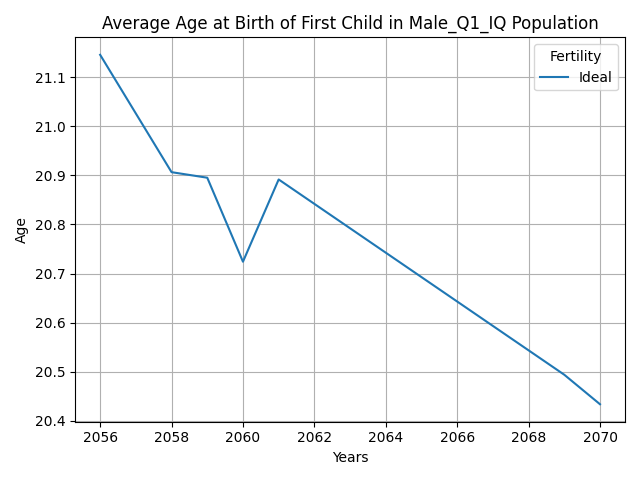 Average Age at Birth of First Child in Male_Q1_IQ Population
Fertility
Ideal
21.1
21.0
20.9
20.8
20.7
20.6
20.5
20.4
Age
2056 2058 2060 2062 2064 2066 2068 2070
Years